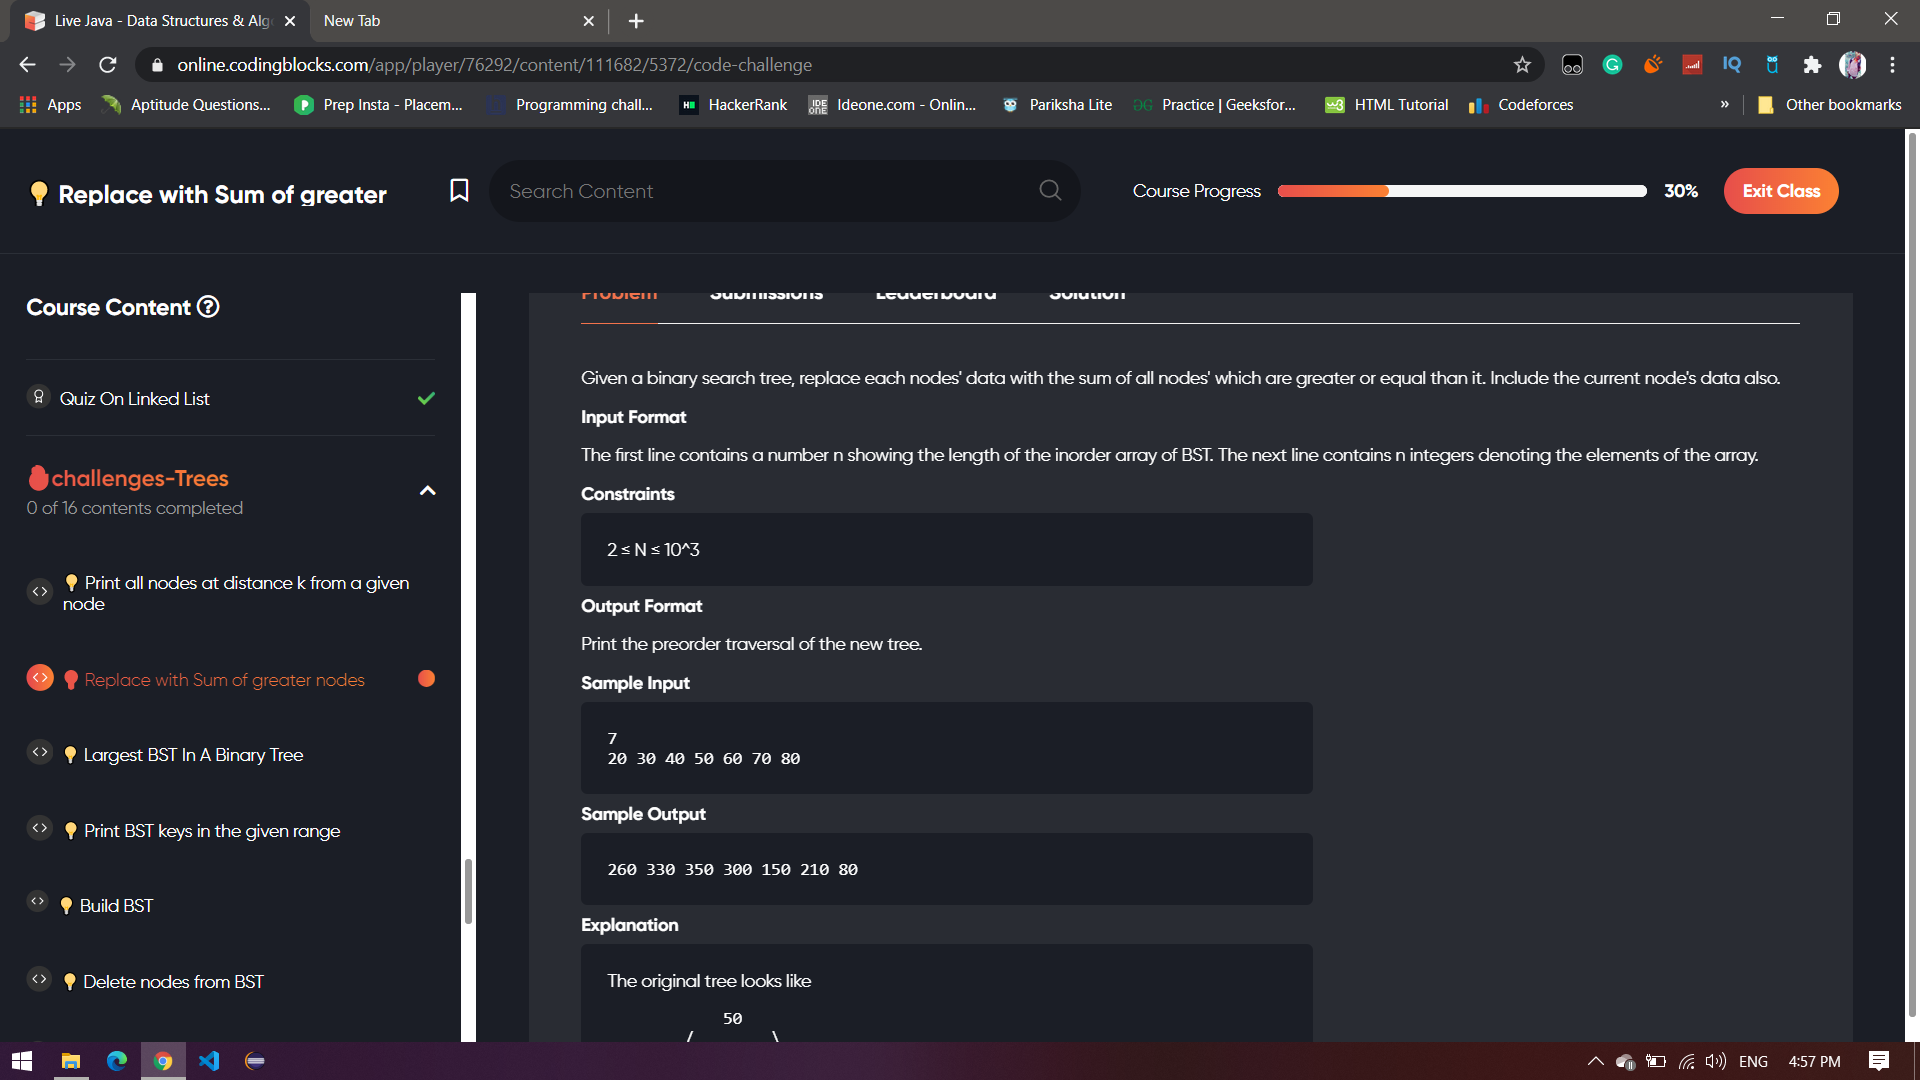 Live Java - Data Structures & Alg
New Tab
online.codingblocks.com/app/player/76292/content/111682/5372/code-challenge
Apps
Aptitude Questions...
Prep Insta - Placem...
Programming chall...
HackerRank
Ideone.com - Onlin...
Pariksha Lite
Practice | Geeksfor...
HTML Tutorial
Codeforces
»
Other bookmarks
Replace with Sum of greater
Search Content
Course Progress
30%
Exit Class
Course Content
Quiz On Linked List
challenges-Trees
0 of 16 contents completed
Print all nodes at distance k from a given
node
Replace with Sum of greater nodes
Largest BST In A Binary Tree
Print BST keys in the given range
Build BST
Delete nodes from BST
Problem
Submissions
Leaderboard
Solution
Given a binary search tree, replace each nodes' data with the sum of all nodes' which are greater or equal than it. Include the current node's data also.
Input Format
The first line contains a number n showing the length of the inorder array of BST. The next line contains n integers denoting the elements of the array.
Constraints
2 ≤ N ≤ 10^3
Output Format
Print the preorder traversal of the new tree.
Sample Input
7
20 30 40 50 60 70 80
Sample Output
260 330 350 300 150 210 80
Explanation
The original tree looks like
50
/ \
ENG
4:57 PM